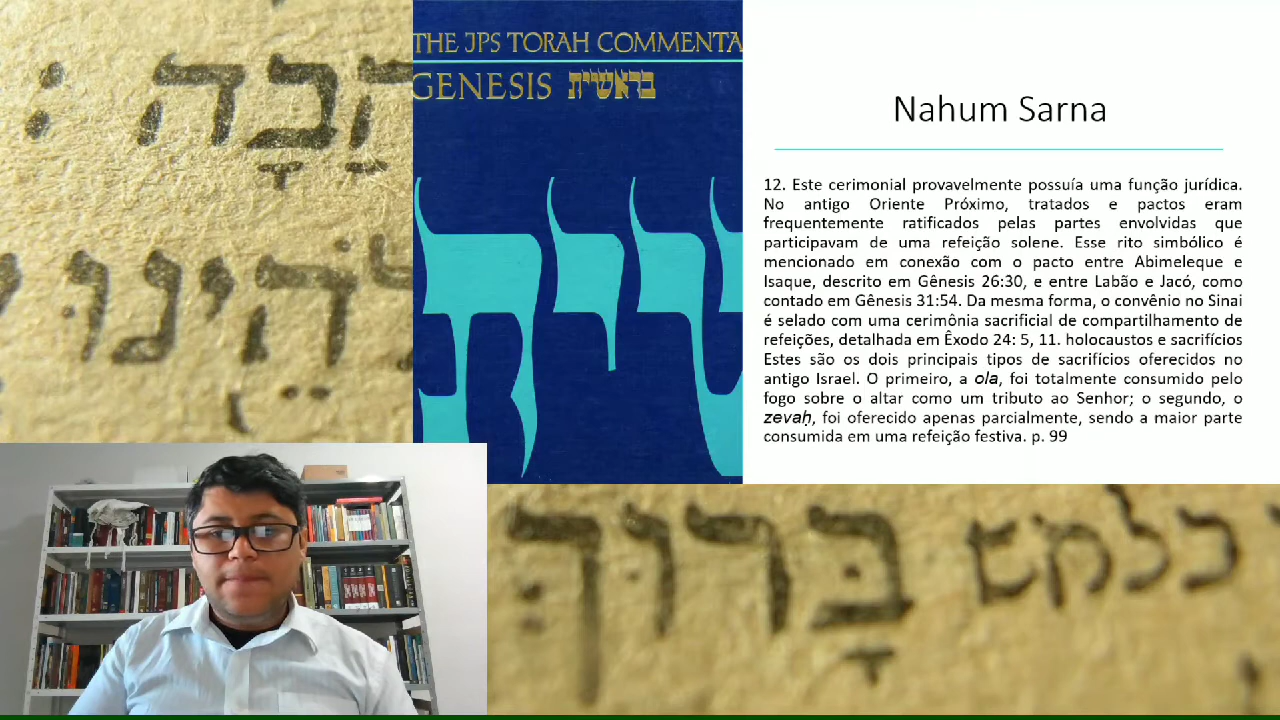 הבָּה :
הֵינוּ
THE JPS TORAH COMMENTA
GENESIS בראשית
Nahum Sarna
12. Este cerimonial provavelmente possuía uma função jurídica.
No antigo Oriente Próximo, tratados e pactos eram
frequentemente ratificados pelas partes envolvidas que
participavam de uma refeição solene. Esse rito simbólico é
mencionado em conexão com o pacto entre Abimeleque e
Isaque, descrito em Gênesis 26:30, e entre Labão e Jacó, como
contado em Gênesis 31:54. Da mesma forma, o convênio no Sinai
é selado com uma cerimônia sacrificial de compartilhamento de
refeições, detalhada em Êxodo 24: 5, 11. holocaustos e sacrifícios
Estes são os dois principais tipos de sacrifícios oferecidos no
antigo Israel. O primeiro, a ola, foi totalmente consumido pelo
fogo sobre o altar como um tributo ao Senhor; o segundo, o
zevaḥ, foi oferecido apenas parcialmente, sendo a maior parte
consumida em uma refeição festiva. p. 99
בָּרוּךְ